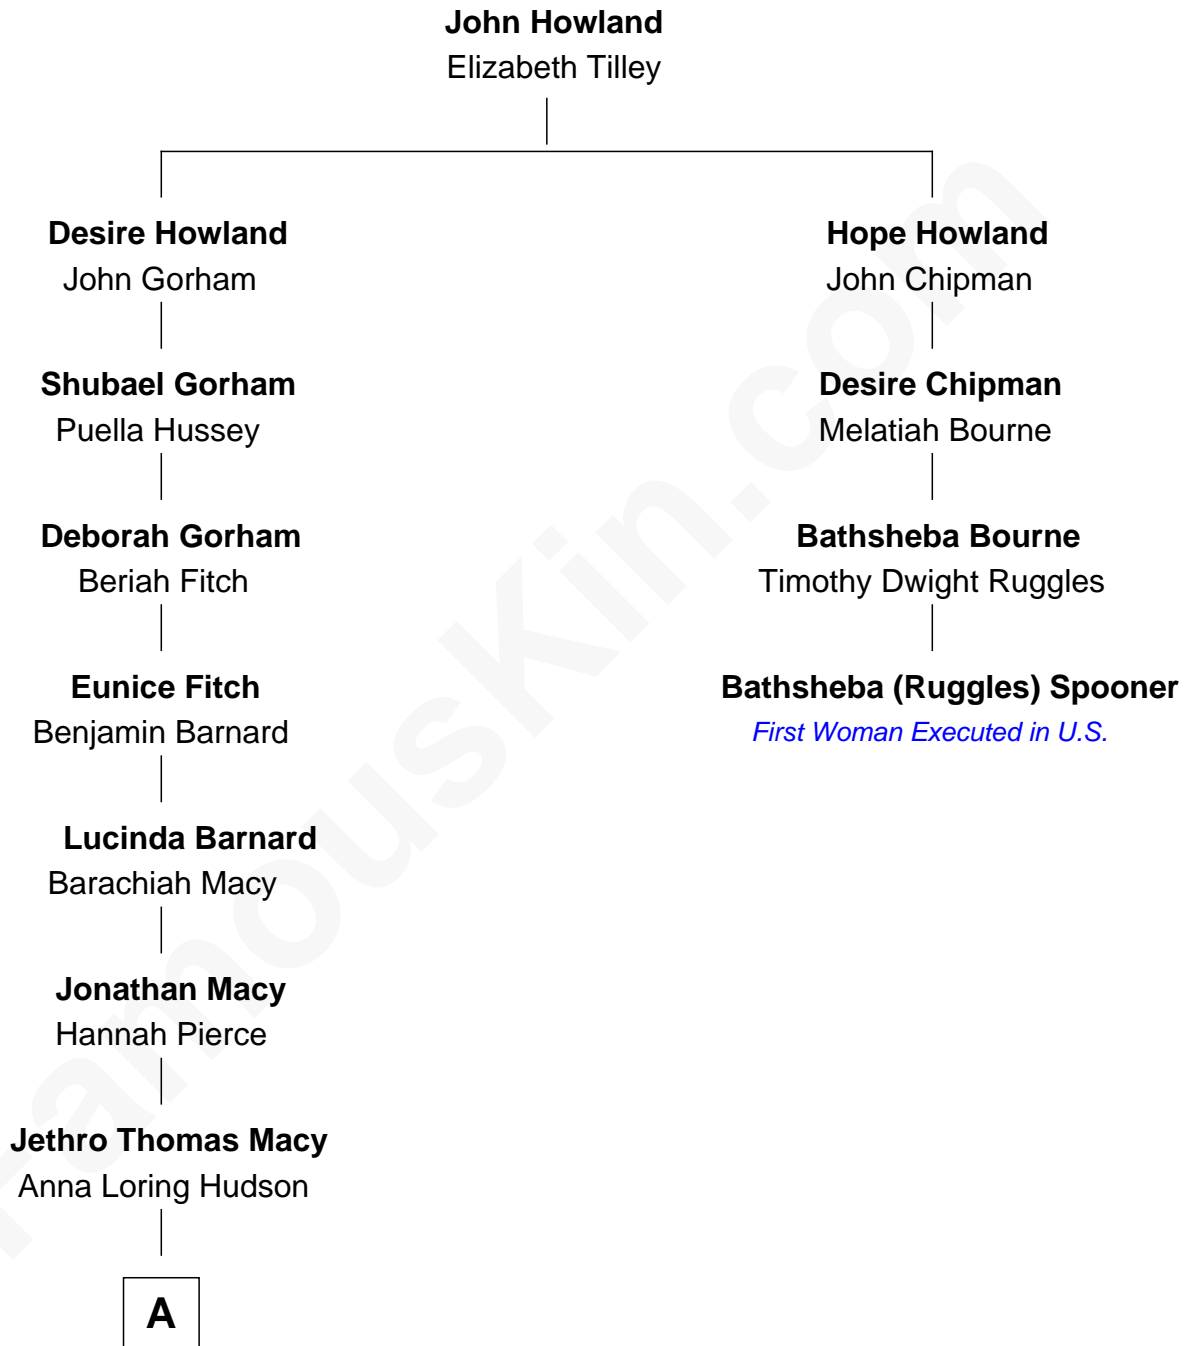 John Howland
Elizabeth Tilley
Desire Howland
John Gorham
Hope Howland
John Chipman
Shubael Gorham
Puella Hussey
Desire Chipman
Melatiah Bourne
Deborah Gorham
Beriah Fitch
Bathsheba Bourne
Timothy Dwight Ruggles
Eunice Fitch
Benjamin Barnard
Bathsheba (Ruggles) Spooner
First Woman Executed in U.S.
Lucinda Barnard
Barachiah Macy
Jonathan Macy
Hannah Pierce
Jethro Thomas Macy
Anna Loring Hudson
A
FamousKin.com